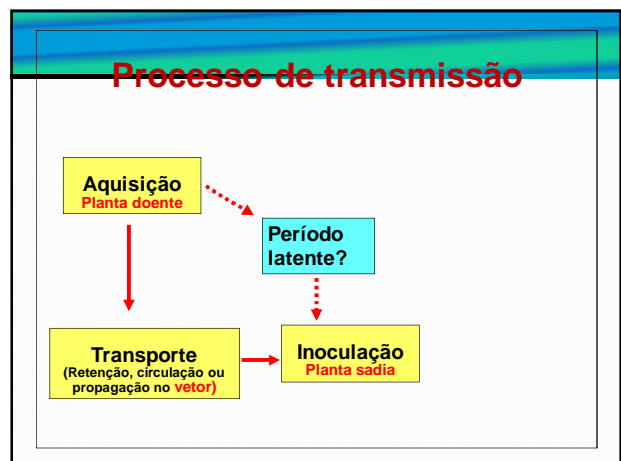 Processo de transmissão
Aquisição
Planta doente
Período
latente?
Transporte
(Retenção, circulação ou
propagação no vetor)
Inoculação
Planta sadia